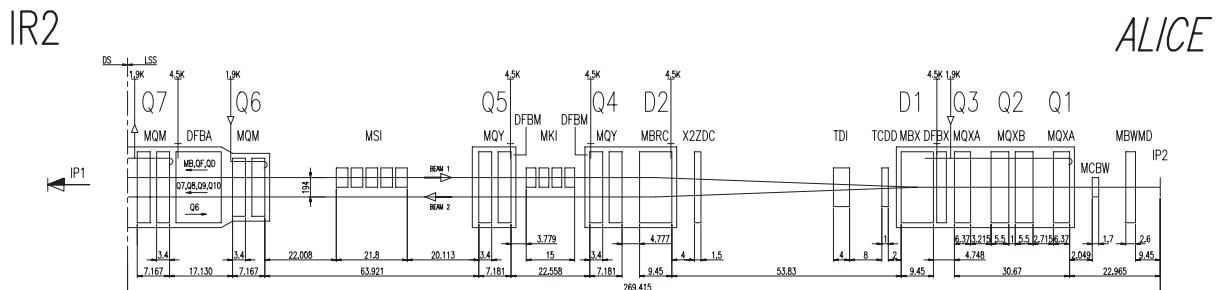 IR2
ALICE
DS LSS
1.9K 4.5K 1.9K 4.5K 4.5K 4.5K 4.5K 1.9K
Q7 Q6 Q5 Q4 D2 D1 Q3 Q2 Q1
DFBM DFBM
MQM DFBA MQM MSI MQY MKI MQY MBRC X2ZDC TDI TCDD MBX DFBX MQXA MQXB MQXA MBWMD
MCBW
IP2
IP1
MB,QF,QD
Q7,Q8,Q9,Q10
Q6
194
BEAM 1
BEAM 2
3.779 4.777 1 6.37 3.215 5.5 1 5.5 2.715 6.37 1.7 2.6
3.4 3.4 22.008 21.8 20.113 3.4 15 3.4 4 1.5 4 8 2 4.748 2.049 9.45
7.167 17.130 7.167 63.921 7.181 22.558 7.181 9.45 53.83 9.45 30.67 22.965
269.415